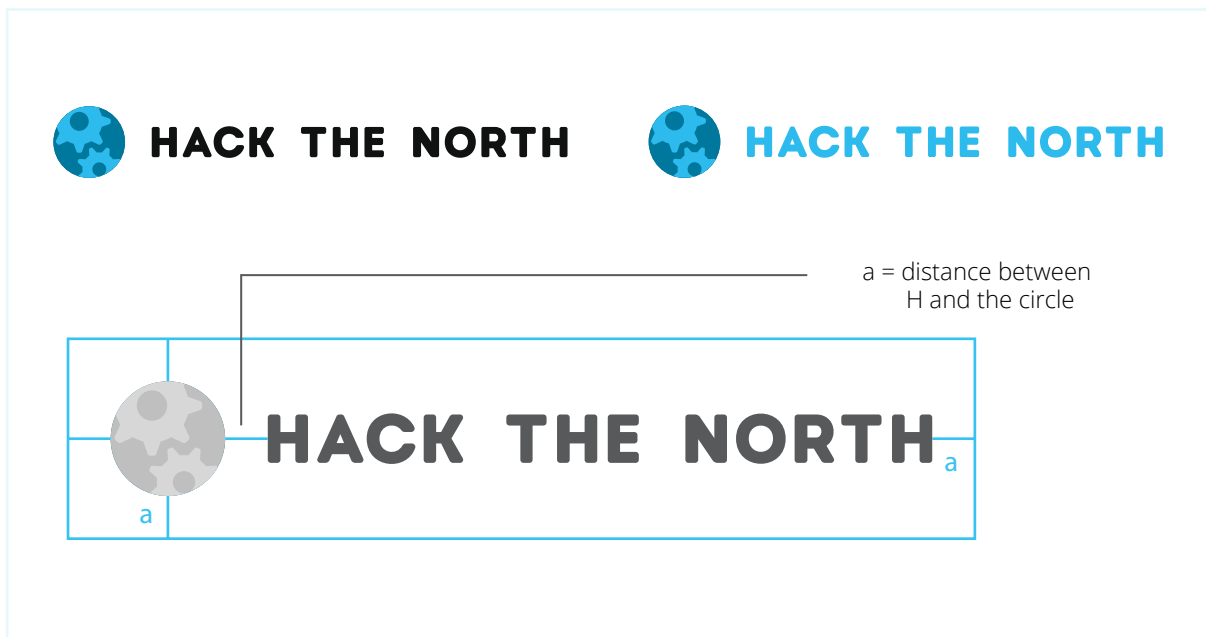 HACK THE NORTH
HACK THE NORTH
a = distance between
H and the circle
HACK THE NORTH
a
a